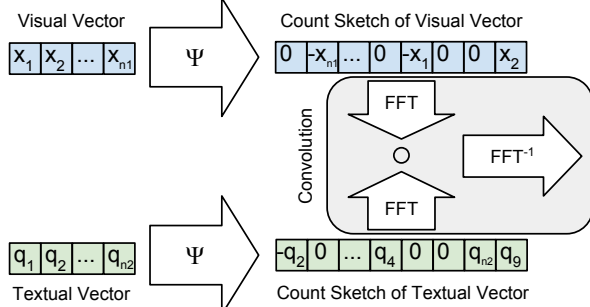 Visual Vector
Count Sketch of Visual Vector
x1 x2 ... xn1
Ψ
0 -xn1 ... 0 -x1 0 0 x2
Convolution
FFT
FFT-1
FFT
q1 q2 ... qn2
Ψ
-q2 0 ... q4 0 0 qn2 q9
Textual Vector
Count Sketch of Textual Vector